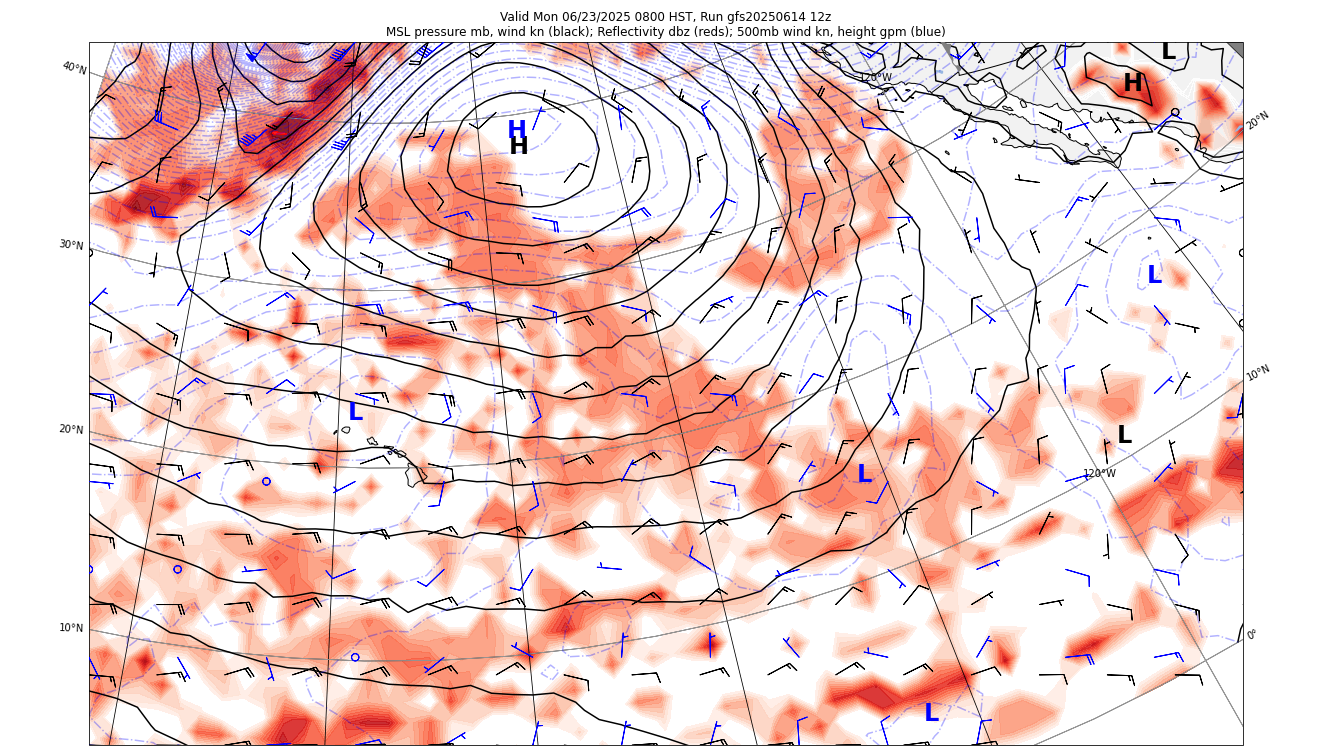 Valid Mon 06/23/2025 0800 HST, Run gfs20250614 12z
MSL pressure mb, wind kn (black); Reflectivity dbz (reds); 500mb wind kn, height gpm (blue)
L
40°N
120°W
H
20°N
H
H
30°N
L
10°N
L
20°N
L
L
120°W
10°N
0°
L